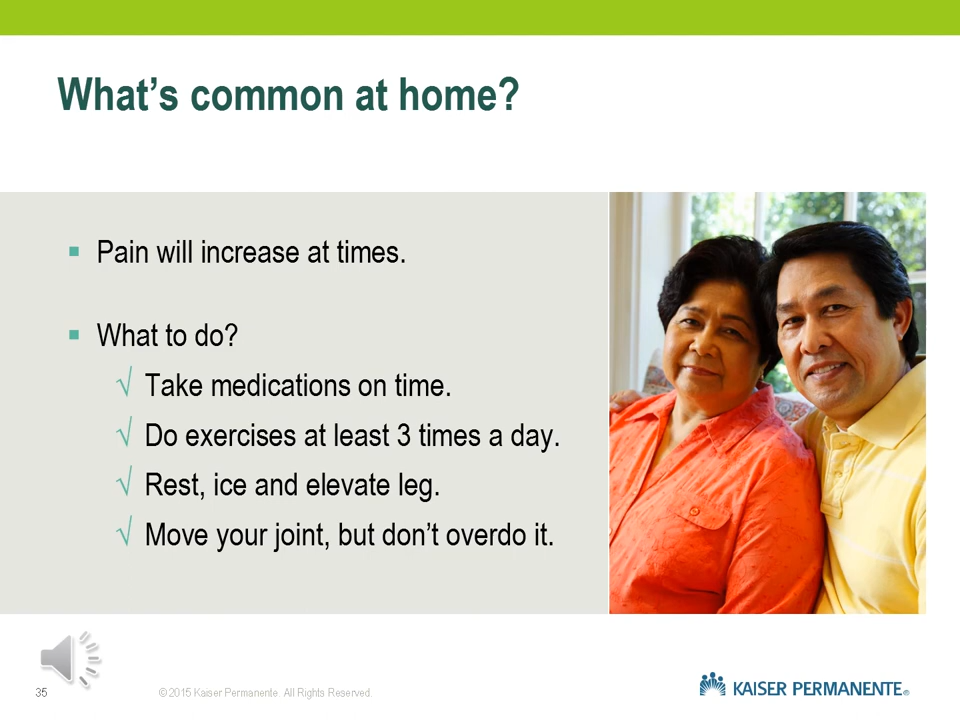 What’s common at home?
▪ Pain will increase at times.
▪ What to do?
√ Take medications on time.
√ Do exercises at least 3 times a day.
√ Rest, ice and elevate leg.
√ Move your joint, but don’t overdo it.
35
© 2015 Kaiser Permanente. All Rights Reserved.
KAISER PERMANENTE®